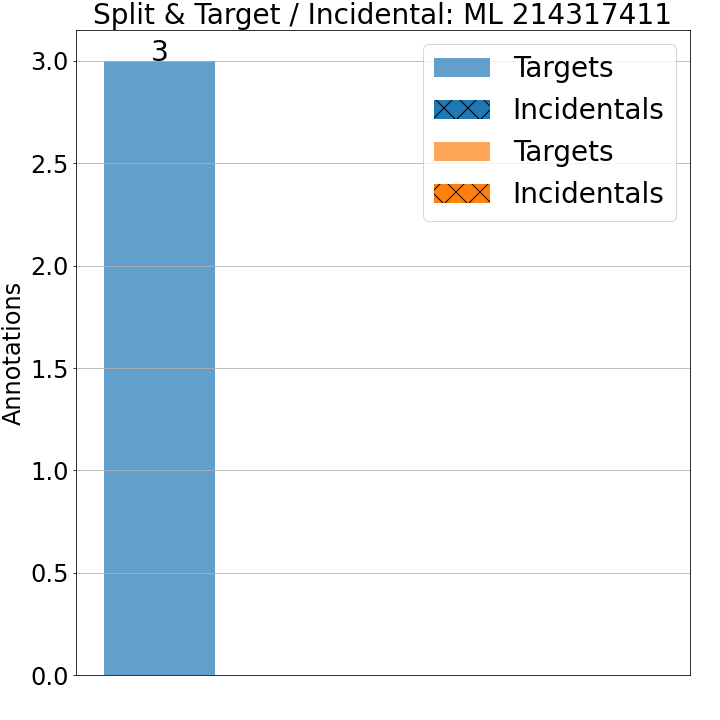 Split & Target / Incidental: ML 214317411
3
Targets
Incidentals
Targets
Incidentals
Annotations
3.0
2.5
2.0
1.5
1.0
0.5
0.0